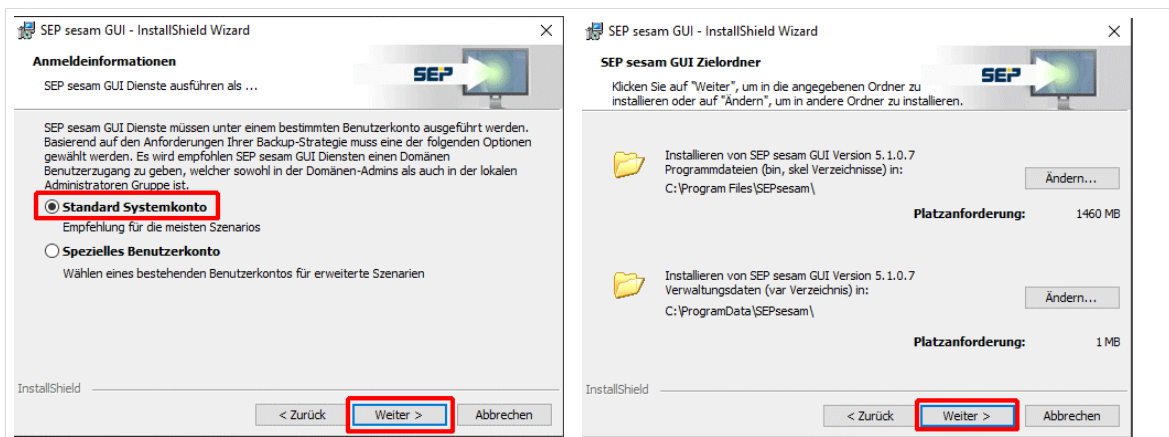 SEP sesam GUI - InstallShield Wizard
Anmeldeinformationen
SEP sesam GUI Dienste ausführen als ...
SEP
SEP sesam GUI Dienste müssen unter einem bestimmten Benutzerkonto ausgeführt werden.
Basierend auf den Anforderungen Ihrer Backup-Strategie muss eine der folgenden Optionen
gewählt werden. Es wird empfohlen SEP sesam GUI Diensten einen Domänen
Benutzerzugang zu geben, welcher sowohl in der Domänen-Admins als auch in der lokalen
Administratoren Gruppe ist.
Standard Systemkonto
Empfehlung für die meisten Szenarios
Spezielles Benutzerkonto
Wählen eines bestehenden Benutzerkontos für erweiterte Szenarien
InstallShield
< Zurück
Weiter >
Abbrechen
SEP sesam GUI - InstallShield Wizard
SEP sesam GUI Zielordner
Klicken Sie auf "Weiter", um in die angegebenen Ordner zu
installieren oder auf "Ändern", um in andere Ordner zu installieren.
SEP
Installieren von SEP sesam GUI Version 5.1.0.7
Programmdateien (bin, skel Verzeichnisse) in:
C:\Program Files\SEPsesam\
Ändern...
Platzanforderung: 1460 MB
Installieren von SEP sesam GUI Version 5.1.0.7
Verwaltungsdaten (var Verzeichnis) in:
C:\ProgramData\SEPsesam\
Ändern...
Platzanforderung: 1 MB
InstallShield
< Zurück
Weiter >
Abbrechen